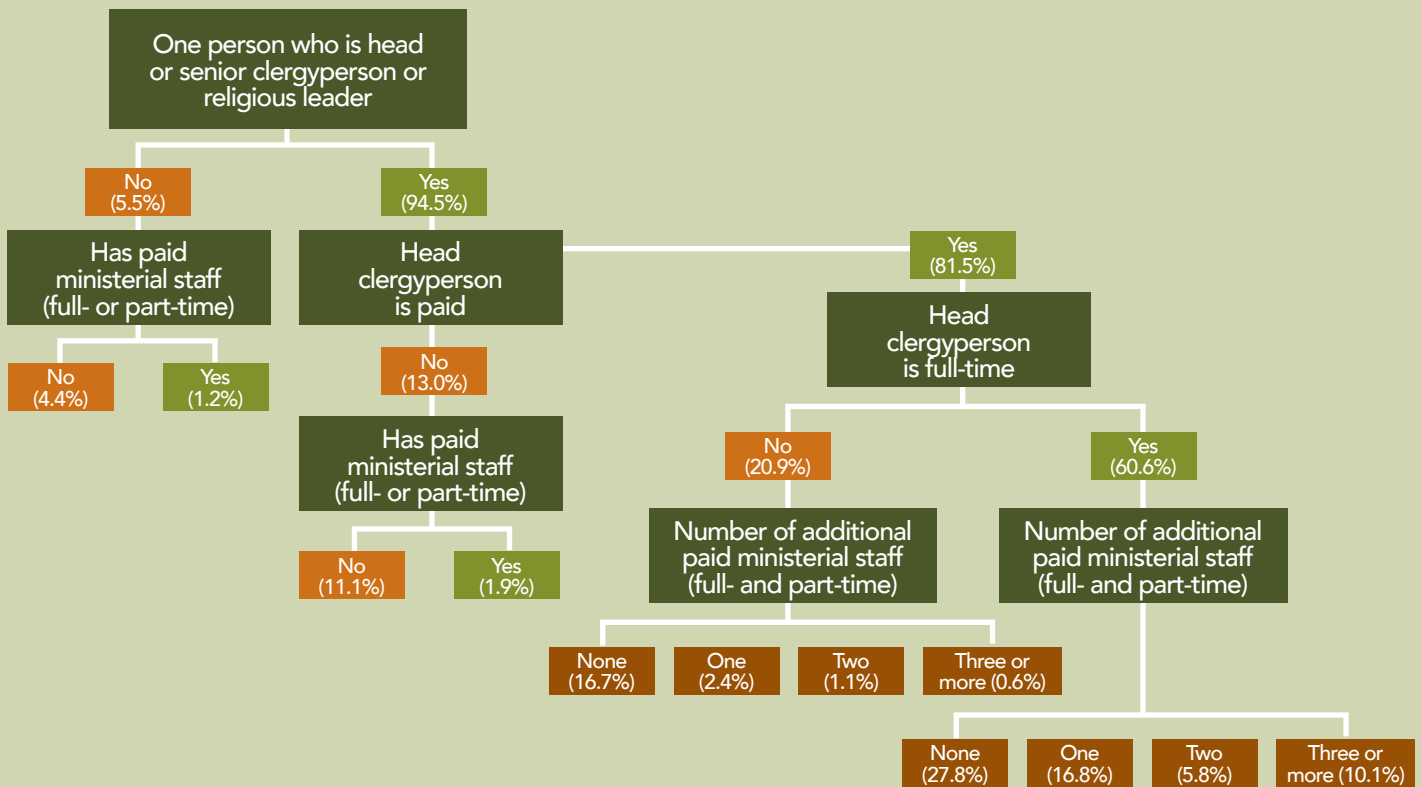 One person who is head
or senior clergyperson or
religious leader
No
(5.5%)
Yes
(94.5%)
Has paid
ministerial staff
(full- or part-time)
Head
clergyperson
is paid
Yes
(81.5%)
Head
clergyperson
is full-time
No
(4.4%)
Yes
(1.2%)
No
(13.0%)
Has paid
ministerial staff
(full- or part-time)
No
(11.1%)
Yes
(1.9%)
No
(20.9%)
Yes
(60.6%)
Number of additional
paid ministerial staff
(full- and part-time)
Number of additional
paid ministerial staff
(full- and part-time)
None
(16.7%)
One
(2.4%)
Two
(1.1%)
Three or
more (0.6%)
None
(27.8%)
One
(16.8%)
Two
(5.8%)
Three or
more (10.1%)